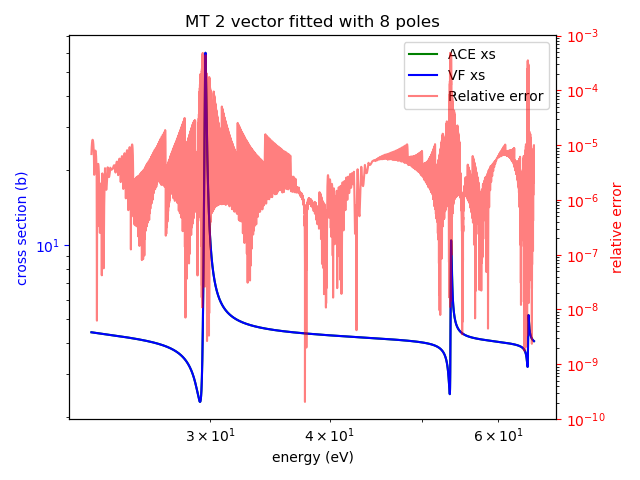 MT 2 vector fitted with 8 poles
ACE xs
VF xs
Relative error
cross section (b)
10¹
10⁻³
10⁻⁴
10⁻⁵
10⁻⁶
10⁻⁷
10⁻⁸
10⁻⁹
10⁻¹⁰
relative error
3 × 10¹
4 × 10¹
6 × 10¹
energy (eV)